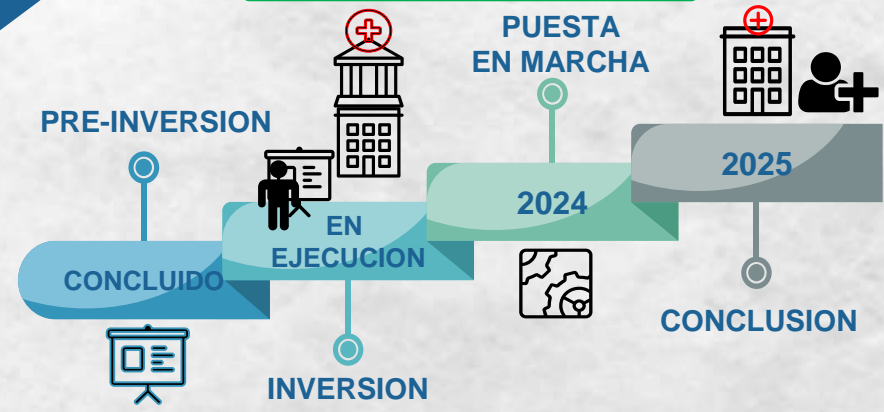 PUESTA
EN MARCHA
PRE-INVERSION
2025
2024
EN
EJECUCION
CONCLUIDO
CONCLUSION
INVERSION